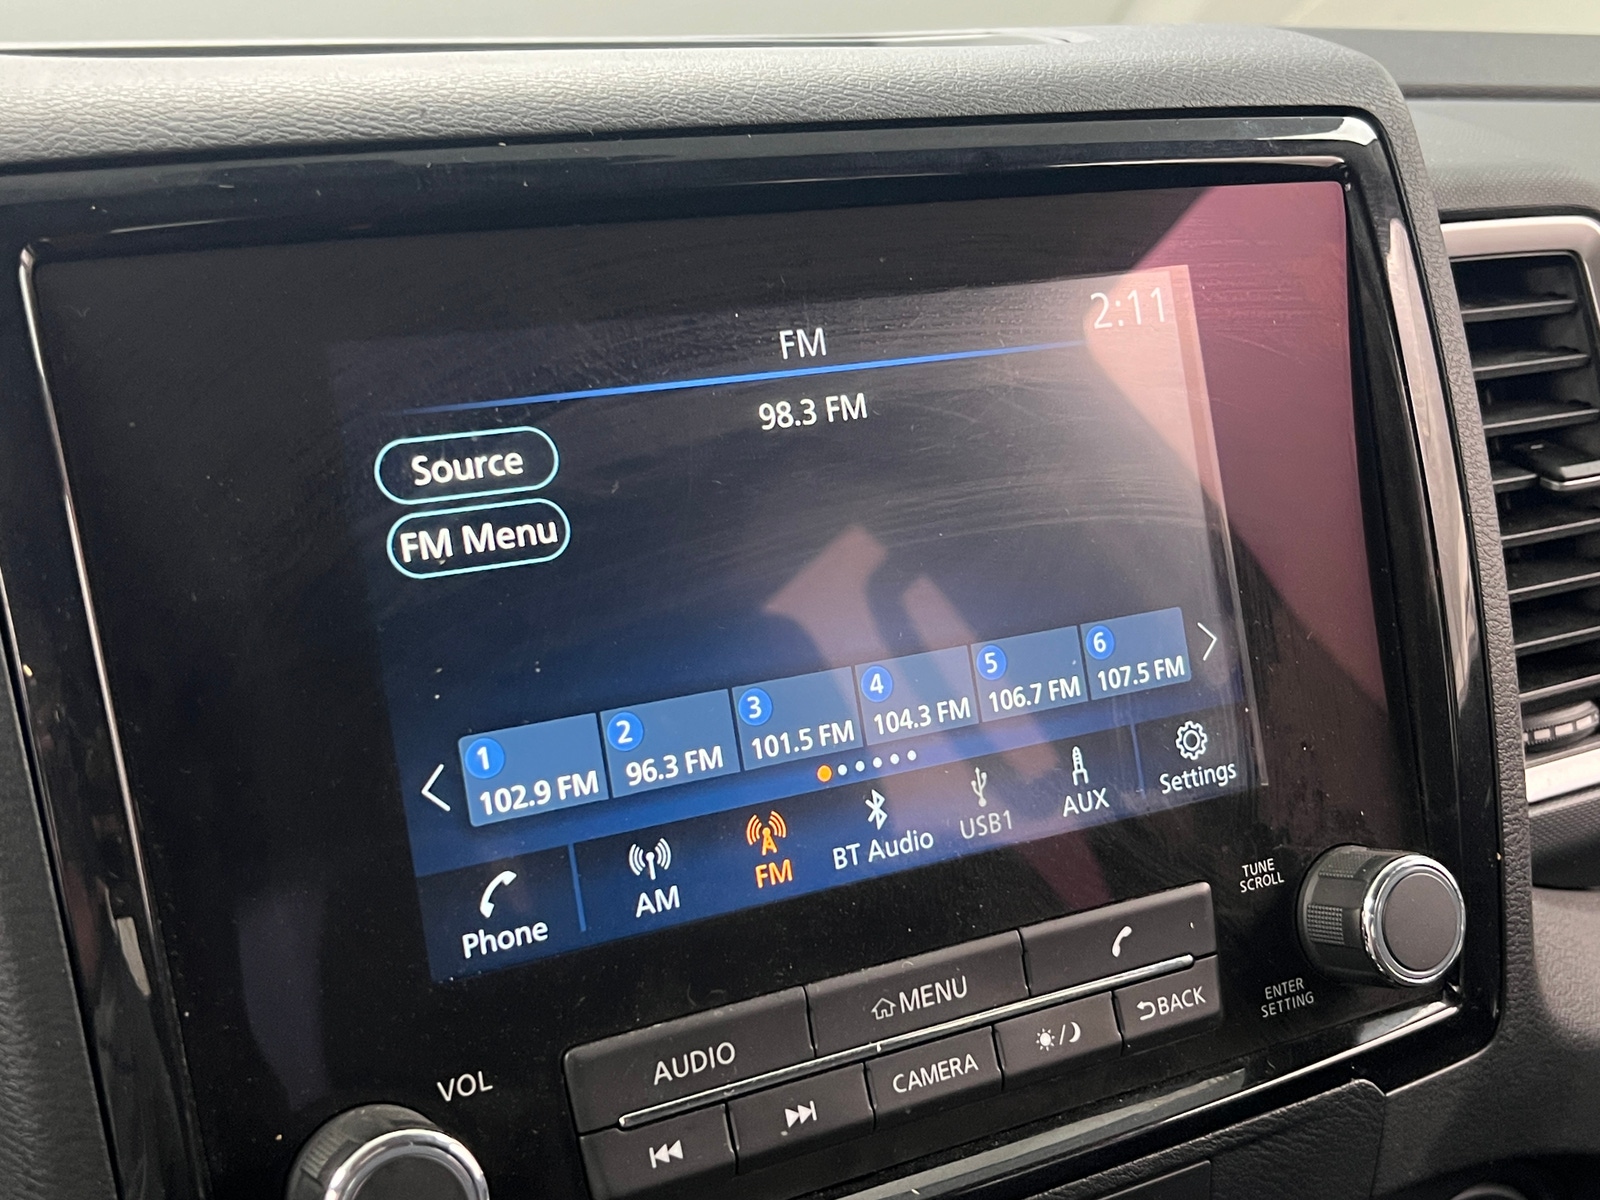 2:11
FM
98.3 FM
Source
FM Menu
1 2 3 4 5 6
102.9 FM 96.3 FM 101.5 FM 104.3 FM 106.7 FM 107.5 FM
Phone AM FM BT Audio USB1 AUX Settings
TUNE
SCROLL
ENTER
SETTING
VOL
AUDIO MENU
CAMERA BACK